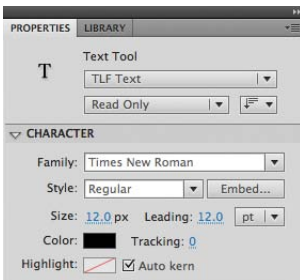 PROPERTIES LIBRARY
Text Tool
T
TLF Text
Read Only
CHARACTER
Family: Times New Roman
Style: Regular Embed...
Size: 12.0 px Leading: 12.0 pt
Color: Tracking: 0
Highlight: Auto kern